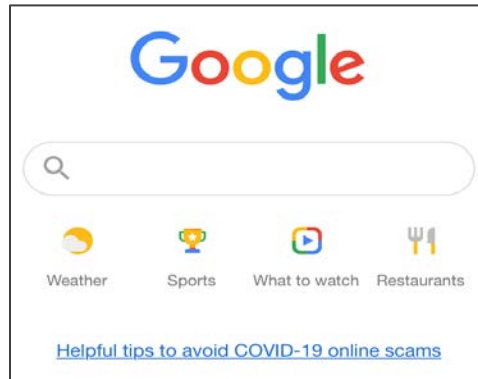 Google
Weather Sports What to watch Restaurants
Helpful tips to avoid COVID-19 online scams